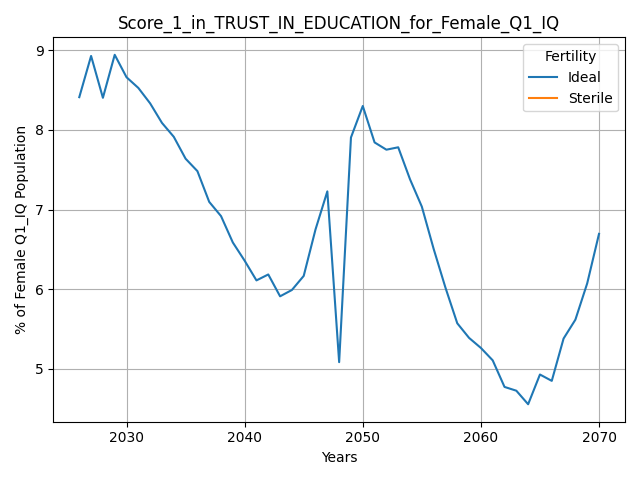 Score_1_in_TRUST_IN_EDUCATION_for_Female_Q1_IQ
Fertility
Ideal
Sterile
% of Female Q1_IQ Population
9
8
7
6
5
2030 2040 2050 2060 2070
Years